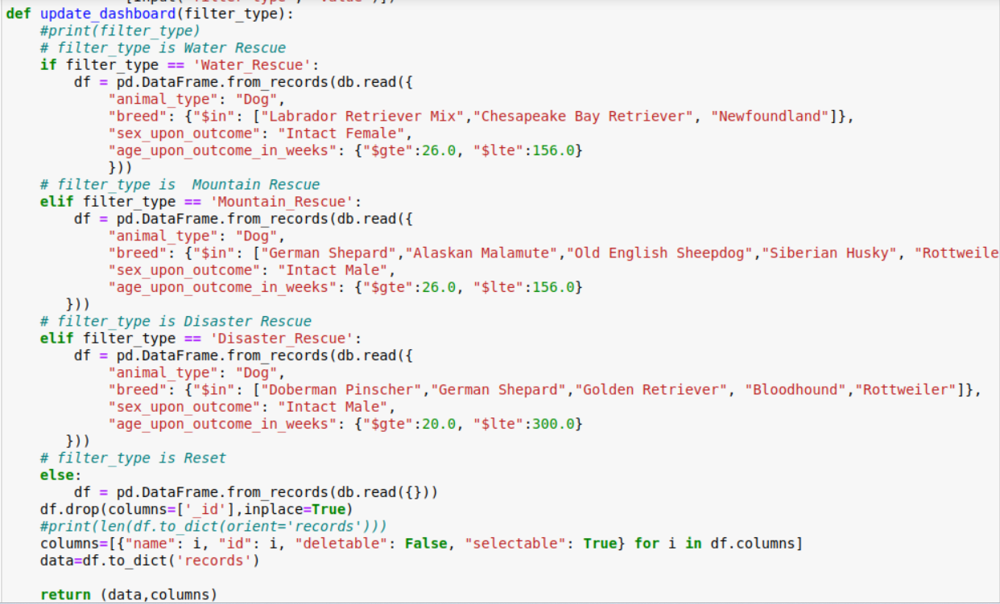 def update_dashboard(filter_type):
    #print(filter_type)
    # filter_type is Water Rescue
    if filter_type == 'Water_Rescue':
        df = pd.DataFrame.from_records(db.read({
            "animal_type": "Dog",
            "breed": {"$in": ["Labrador Retriever Mix","Chesapeake Bay Retriever", "Newfoundland"]},
            "sex_upon_outcome": "Intact Female",
            "age_upon_outcome_in_weeks": {"$gte":26.0, "$lte":156.0}
            }))
    # filter_type is  Mountain Rescue
    elif filter_type == 'Mountain_Rescue':
        df = pd.DataFrame.from_records(db.read({
            "animal_type": "Dog",
            "breed": {"$in": ["German Shepard","Alaskan Malamute","Old English Sheepdog","Siberian Husky", "Rottweile
            "sex_upon_outcome": "Intact Male",
            "age_upon_outcome_in_weeks": {"$gte":26.0, "$lte":156.0}
       }))
    # filter_type is Disaster Rescue
    elif filter_type == 'Disaster_Rescue':
        df = pd.DataFrame.from_records(db.read({
            "animal_type": "Dog",
            "breed": {"$in": ["Doberman Pinscher","German Shepard","Golden Retriever", "Bloodhound","Rottweiler"]},
            "sex_upon_outcome": "Intact Male",
            "age_upon_outcome_in_weeks": {"$gte":20.0, "$lte":300.0}
       }))
    # filter_type is Reset
    else:
        df = pd.DataFrame.from_records(db.read({}))
    df.drop(columns=['_id'],inplace=True)
    #print(len(df.to_dict(orient='records')))
    columns=[{"name": i, "id": i, "deletable": False, "selectable": True} for i in df.columns]
    data=df.to_dict('records')

    return (data,columns)